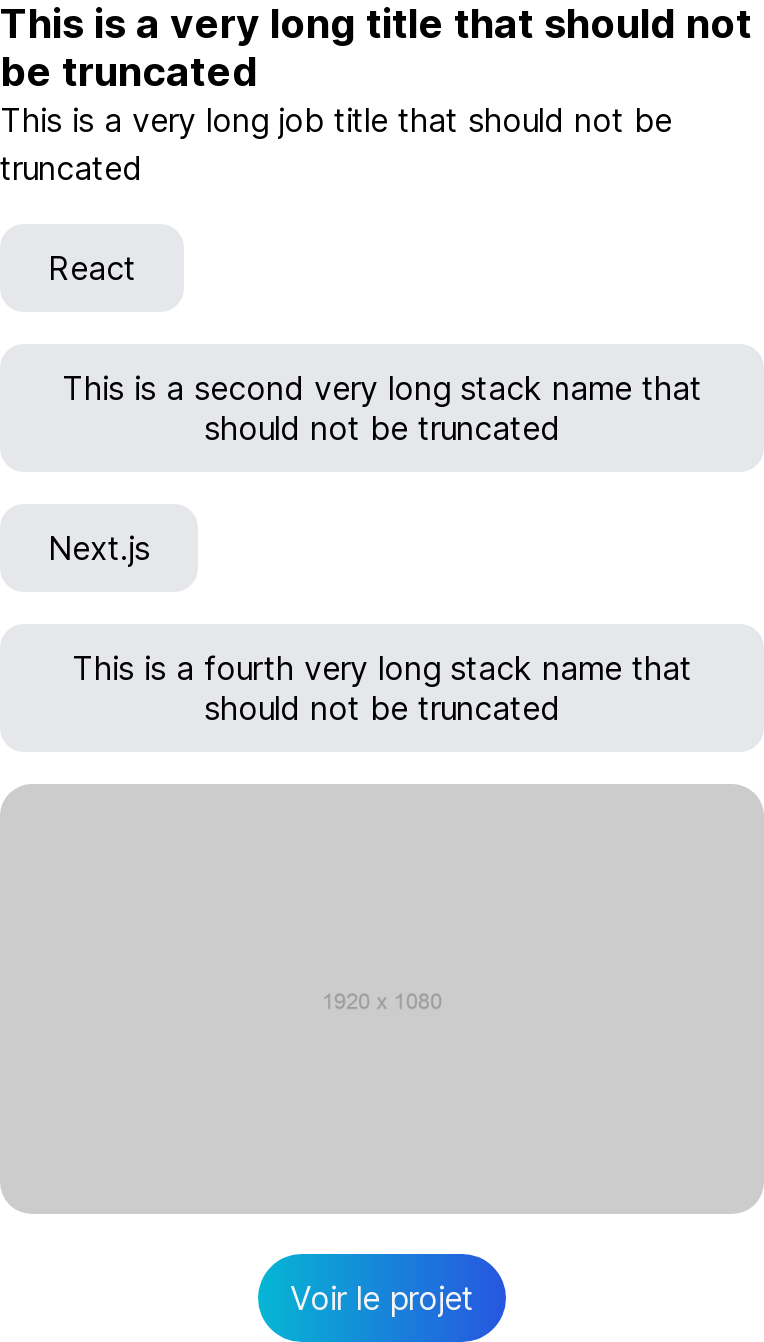 This is a very long title that should not
be truncated
This is a very long job title that should not be
truncated
React
This is a second very long stack name that
should not be truncated
Next.js
This is a fourth very long stack name that
should not be truncated
1920 x 1080
Voir le projet